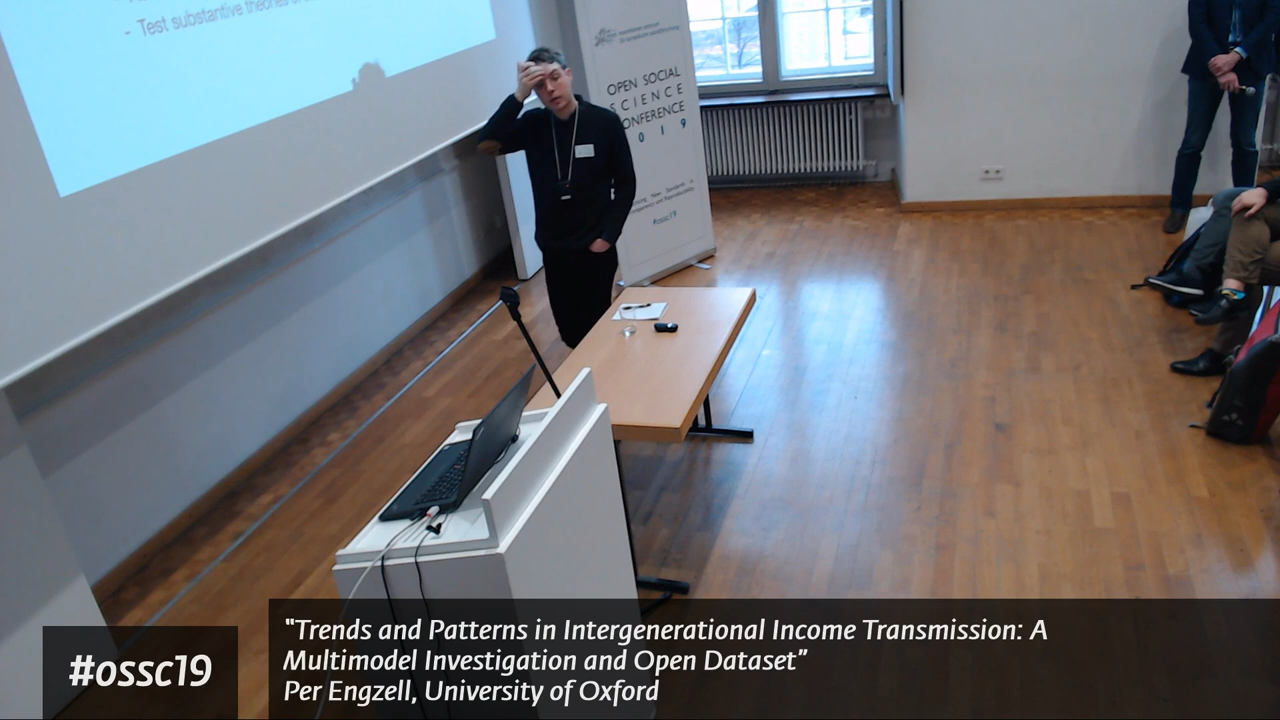 - Test substantive theories
OPEN SOCIAL
SCIENCE
CONFERENCE
2019
#ossc19
#ossc19
“Trends and Patterns in Intergenerational Income Transmission: A
Multimodel Investigation and Open Dataset”
Per Engzell, University of Oxford